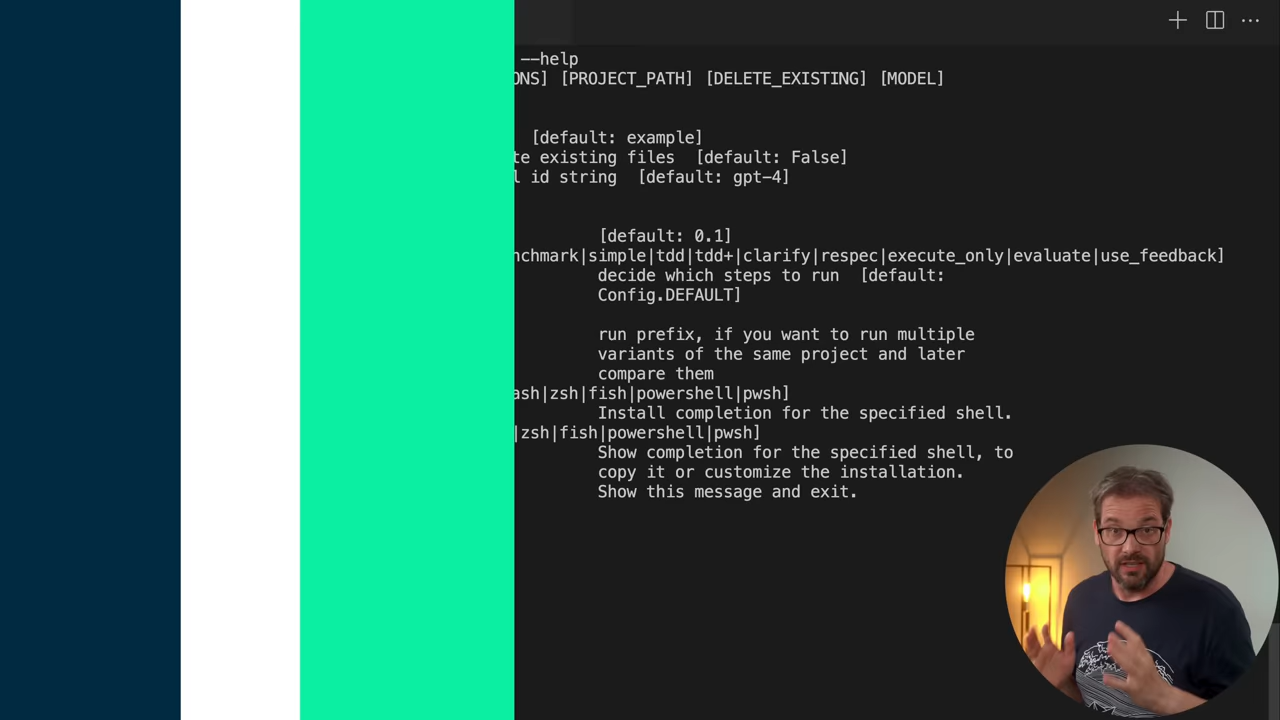 --help
ONS] [PROJECT_PATH] [DELETE_EXISTING] [MODEL]
[default: example]
te existing files  [default: False]
l id string  [default: gpt-4]
[default: 0.1]
nchmark|simple|tdd|tdd+|clarify|respec|execute_only|evaluate|use_feedback]
decide which steps to run  [default:
Config.DEFAULT]
run prefix, if you want to run multiple
variants of the same project and later
compare them
ash|zsh|fish|powershell|pwsh]
Install completion for the specified shell.
|zsh|fish|powershell|pwsh]
Show completion for the specified shell, to
copy it or customize the installation.
Show this message and exit.